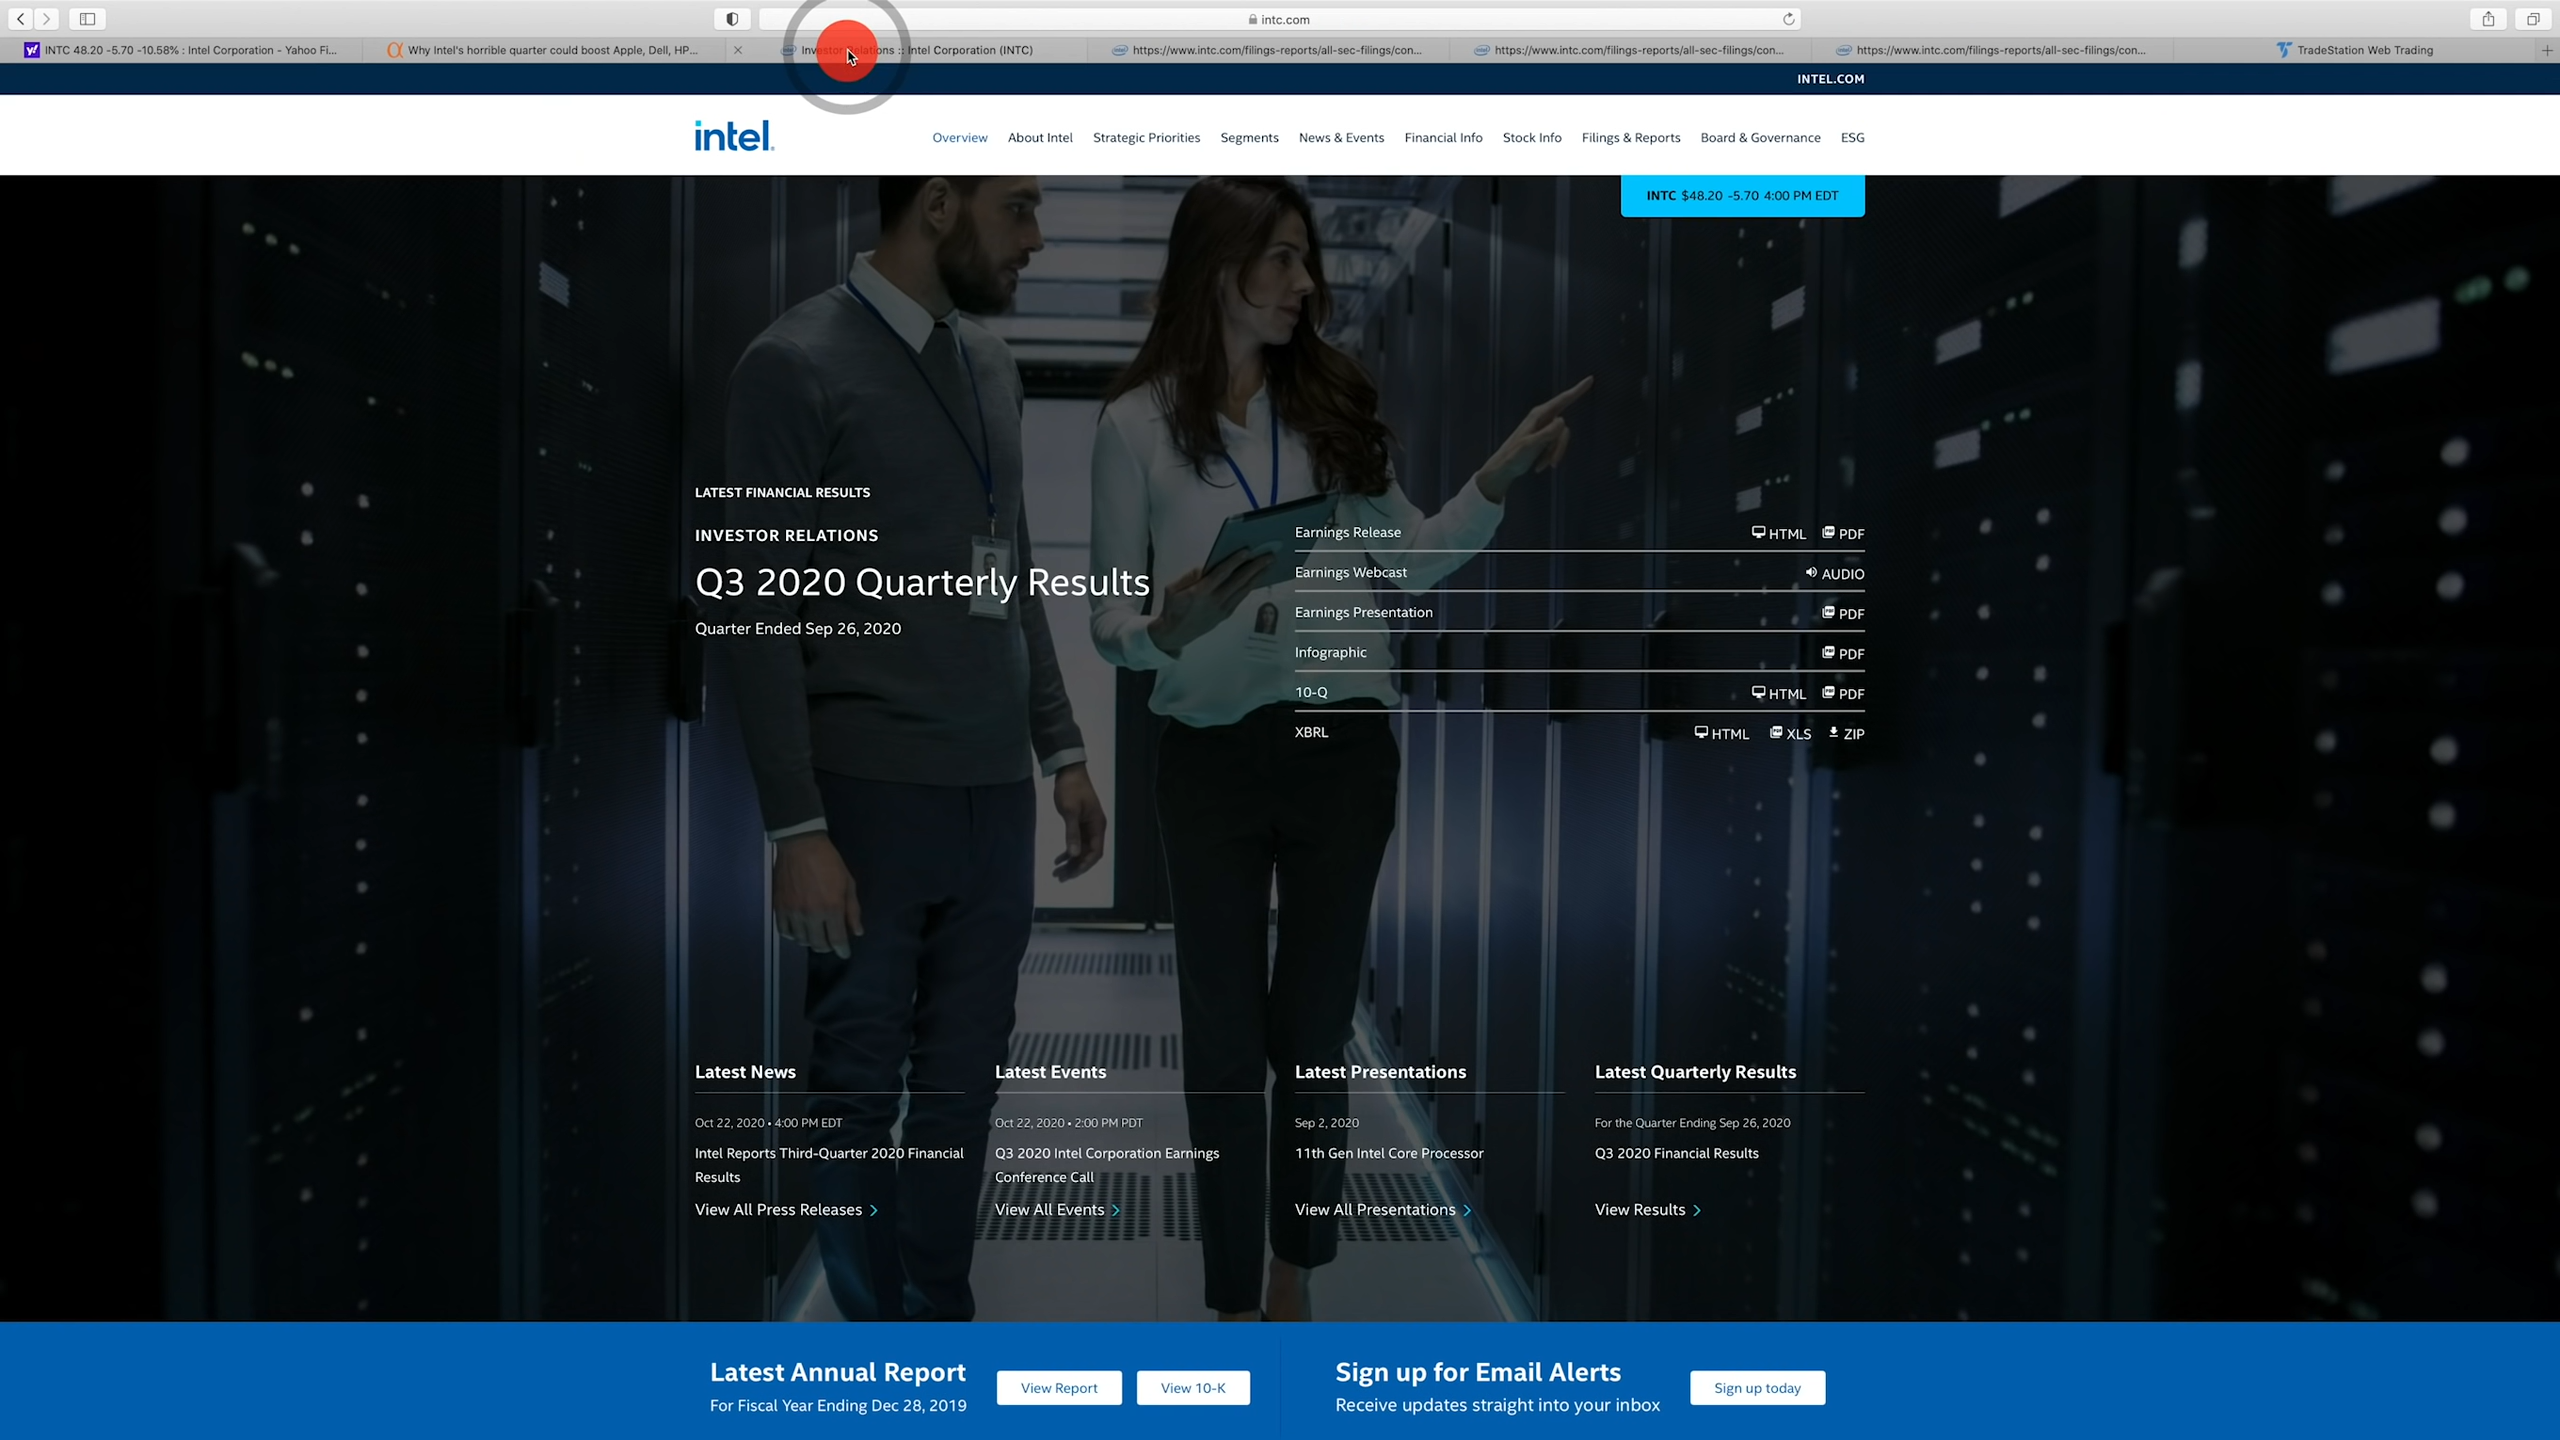 intc.com
INTC 48.20 -5.70 -10.58% : Intel Corporation - Yahoo Fi...
Why Intel's horrible quarter could boost Apple, Dell, HP...
Investor Relations :: Intel Corporation (INTC)
https://www.intc.com/filings-reports/all-sec-filings/con...
https://www.intc.com/filings-reports/all-sec-filings/con...
https://www.intc.com/filings-reports/all-sec-filings/con...
TradeStation Web Trading
INTEL.COM
intel.
Overview
About Intel
Strategic Priorities
Segments
News & Events
Financial Info
Stock Info
Filings & Reports
Board & Governance
ESG
INTC $48.20 -5.70 4:00 PM EDT
LATEST FINANCIAL RESULTS
INVESTOR RELATIONS
Q3 2020 Quarterly Results
Quarter Ended Sep 26, 2020
Earnings Release HTML PDF
Earnings Webcast AUDIO
Earnings Presentation PDF
Infographic PDF
10-Q HTML PDF
XBRL HTML XLS ZIP
Latest News
Oct 22, 2020 • 4:00 PM EDT
Intel Reports Third-Quarter 2020 Financial
Results
View All Press Releases
Latest Events
Oct 22, 2020 • 2:00 PM PDT
Q3 2020 Intel Corporation Earnings
Conference Call
View All Events
Latest Presentations
Sep 2, 2020
11th Gen Intel Core Processor
View All Presentations
Latest Quarterly Results
For the Quarter Ending Sep 26, 2020
Q3 2020 Financial Results
View Results
Latest Annual Report
For Fiscal Year Ending Dec 28, 2019
View Report
View 10-K
Sign up for Email Alerts
Receive updates straight into your inbox
Sign up today